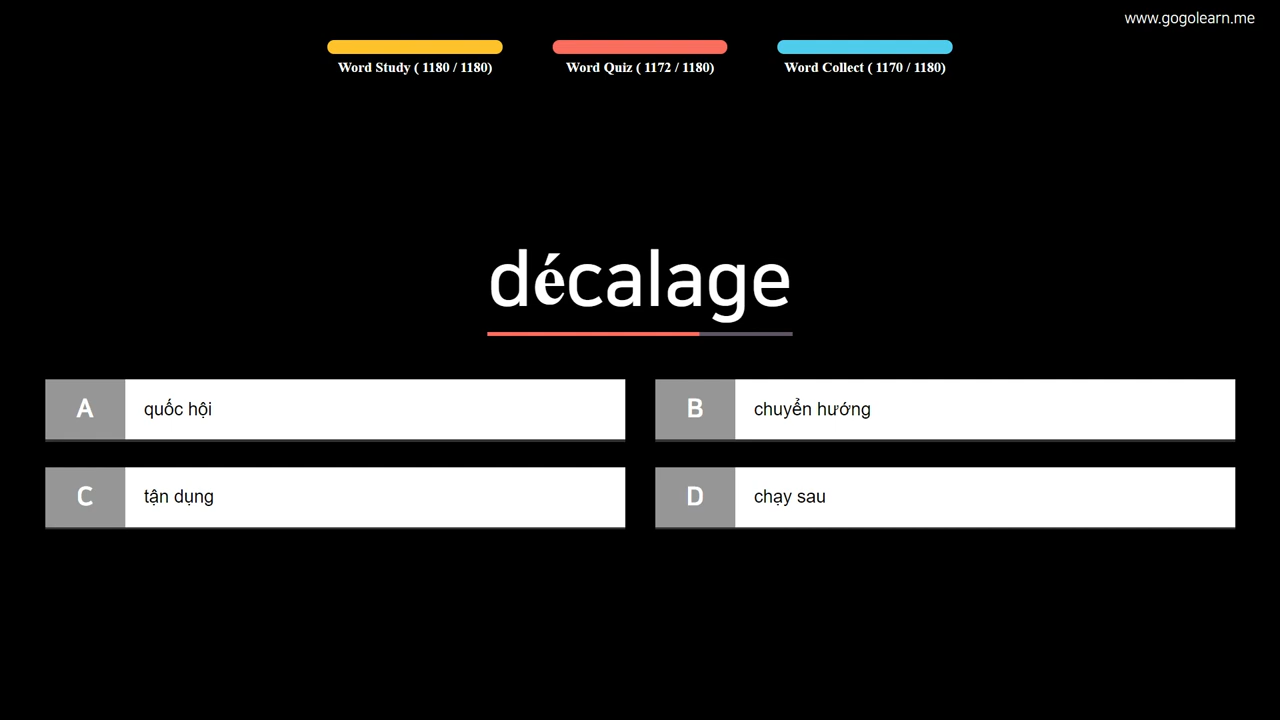 www.gogolearn.me
Word Study ( 1180 / 1180)
Word Quiz ( 1172 / 1180)
Word Collect ( 1170 / 1180)
décalage
A quốc hội
B chuyển hướng
C tận dụng
D chạy sau